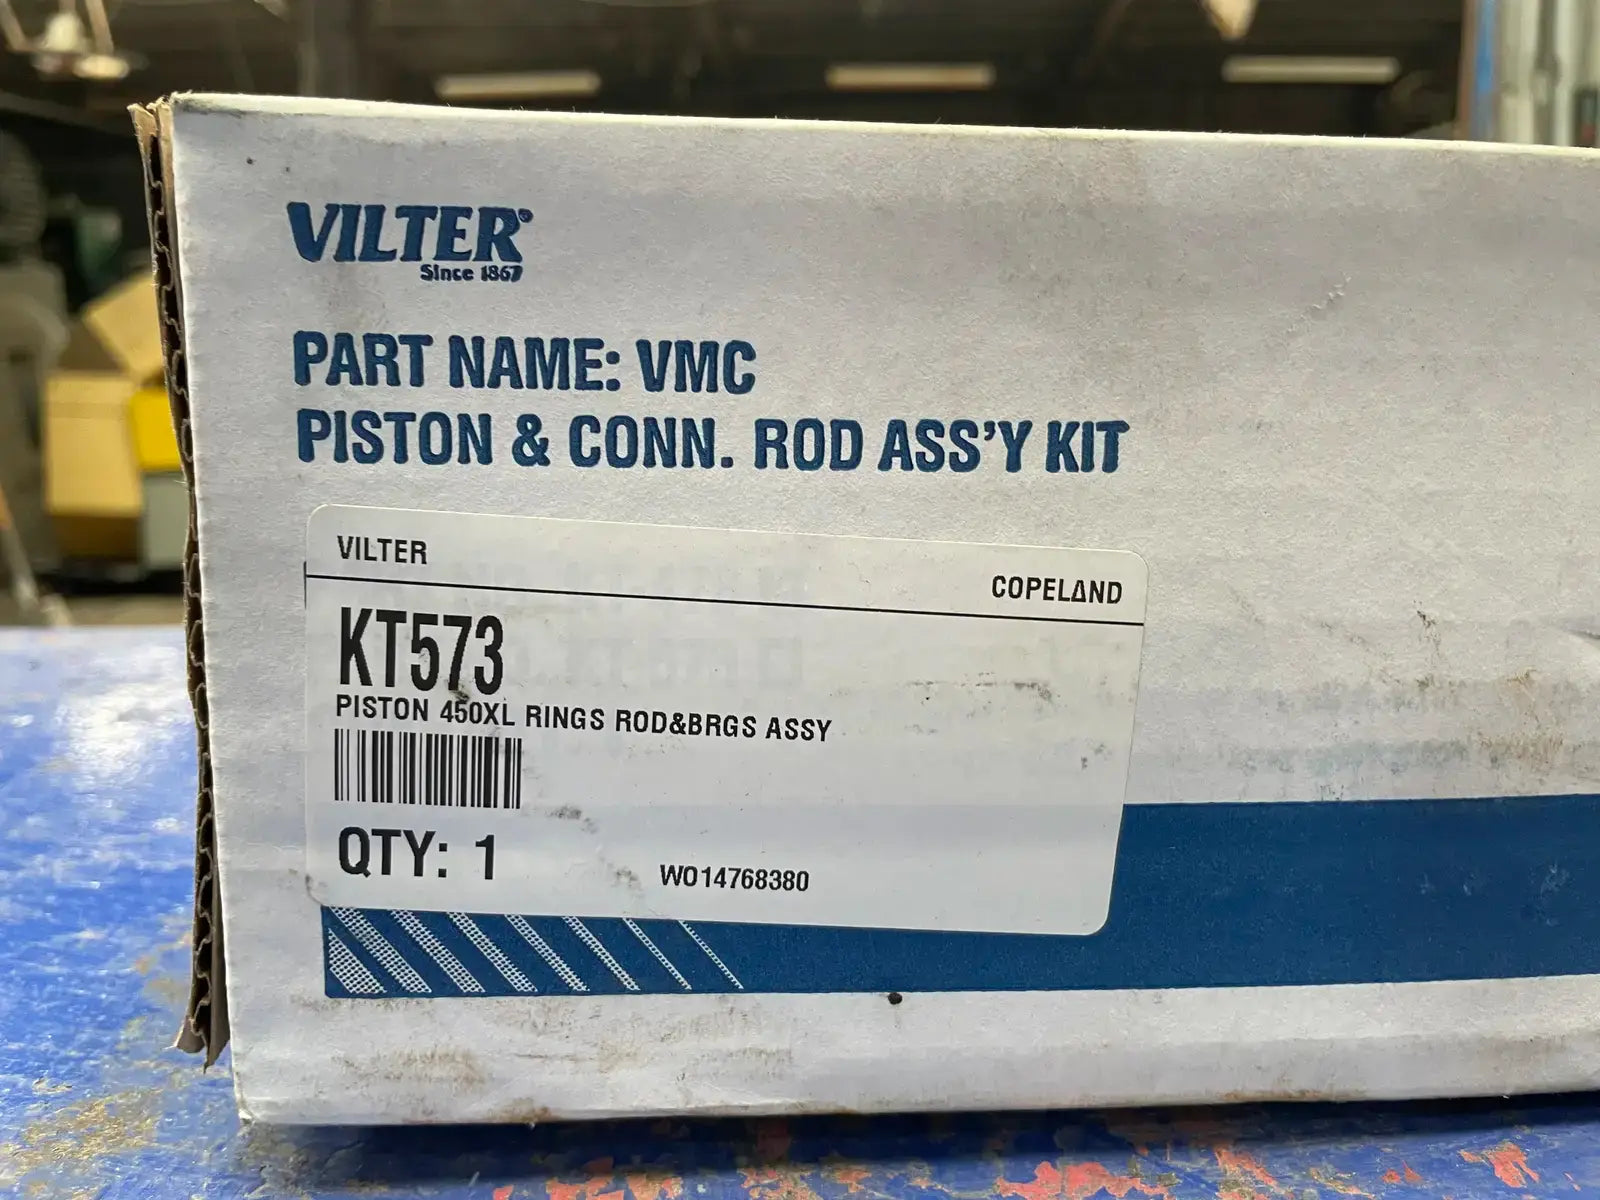 VILTER®
Since 1867
PART NAME: VMC
PISTON & CONN. ROD ASS'Y KIT
VILTER
COPELAND
KT573
PISTON 450XL RINGS ROD&BRGS ASSY
QTY: 1
WO14768380